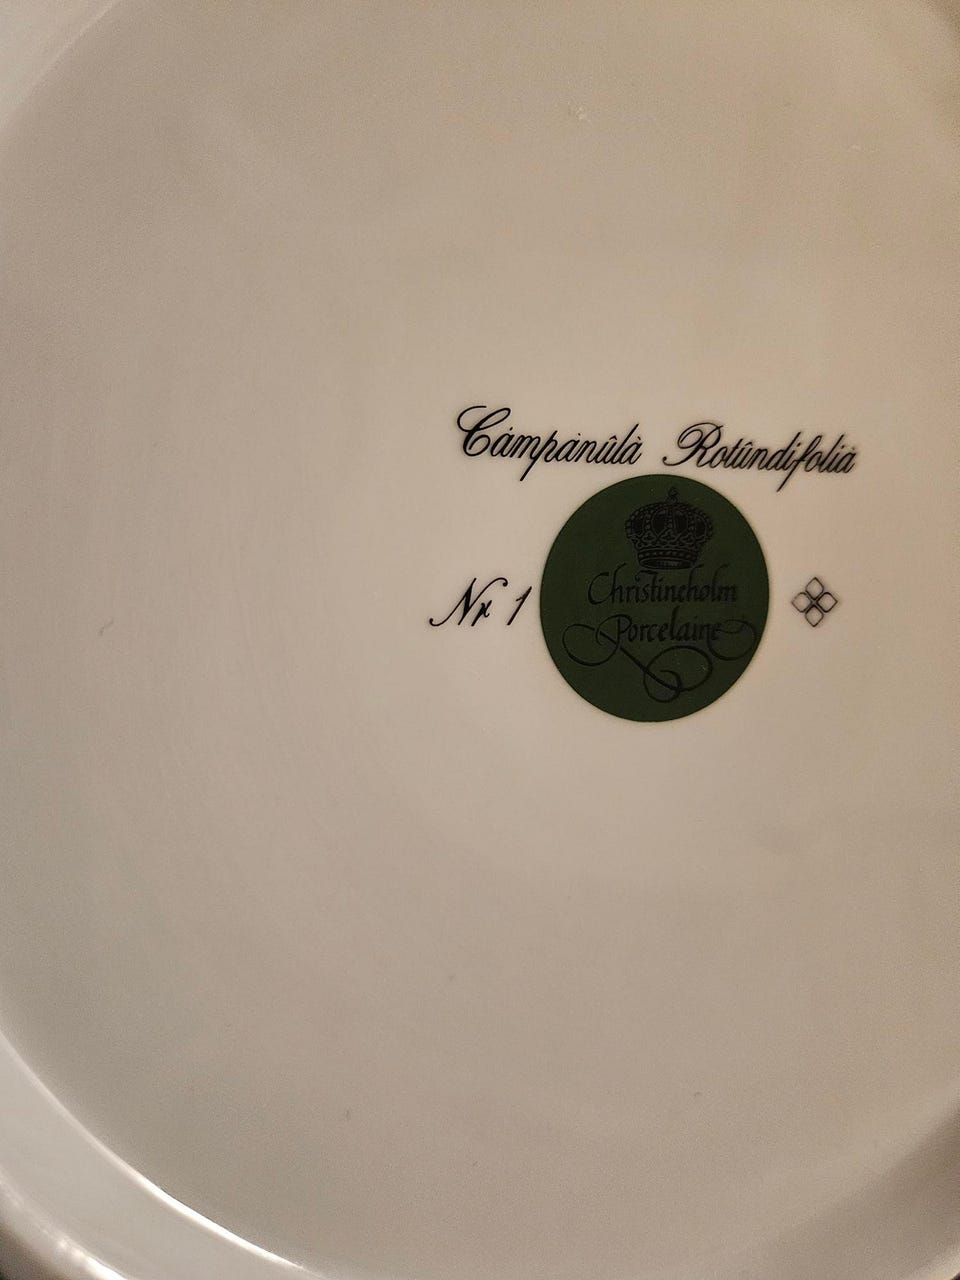 Càmpànûlà Rotûndifolià
Nr 1
Christineholm
Porcelaine